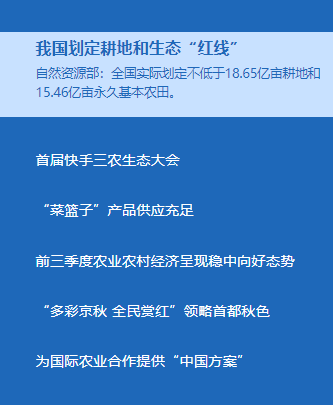 我国划定耕地和生态“红线”
自然资源部：全国实际划定不低于18.65亿亩耕地和
15.46亿亩永久基本农田。
首届快手三农生态大会
“菜篮子”产品供应充足
前三季度农业农村经济呈现稳中向好态势
“多彩京秋 全民赏红”领略首都秋色
为国际农业合作提供“中国方案”